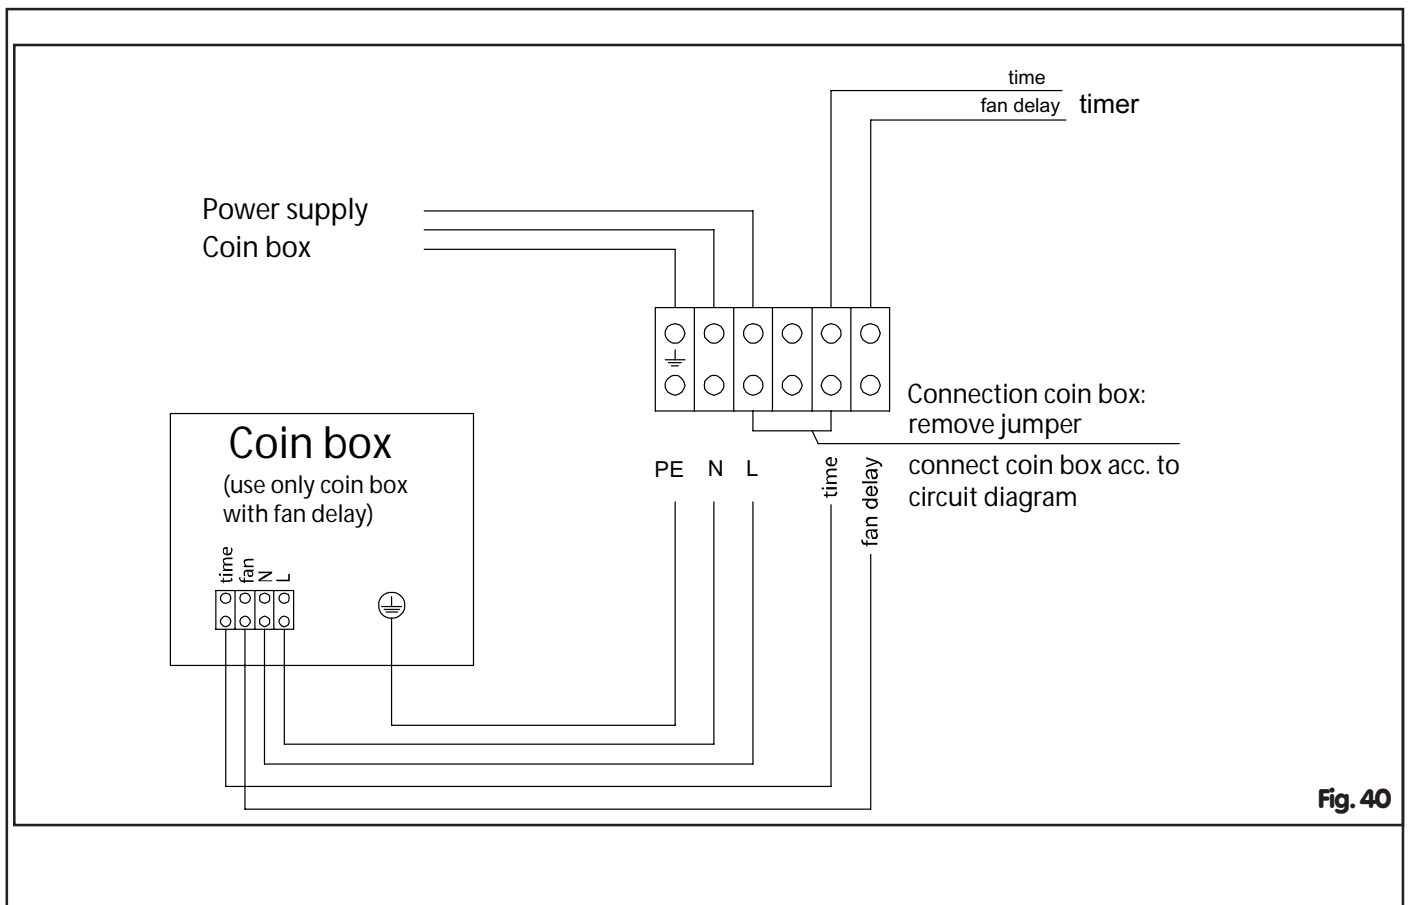 time
fan delay timer
Power supply
Coin box
Connection coin box:
remove jumper
connect coin box acc. to
circuit diagram
PE N L time fan delay
Coin box
(use only coin box
with fan delay)
time fan N L
Fig. 40